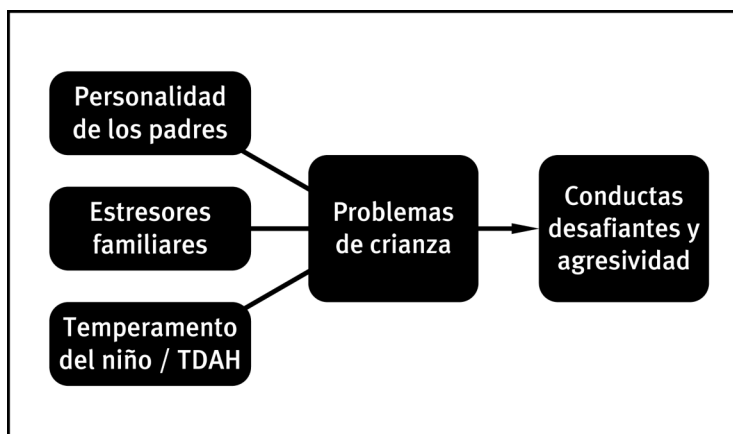 Personalidad
de los padres
Estresores
familiares
Temperamento
del niño / TDAH
Problemas
de crianza
Conductas
desafiantes y
agresividad